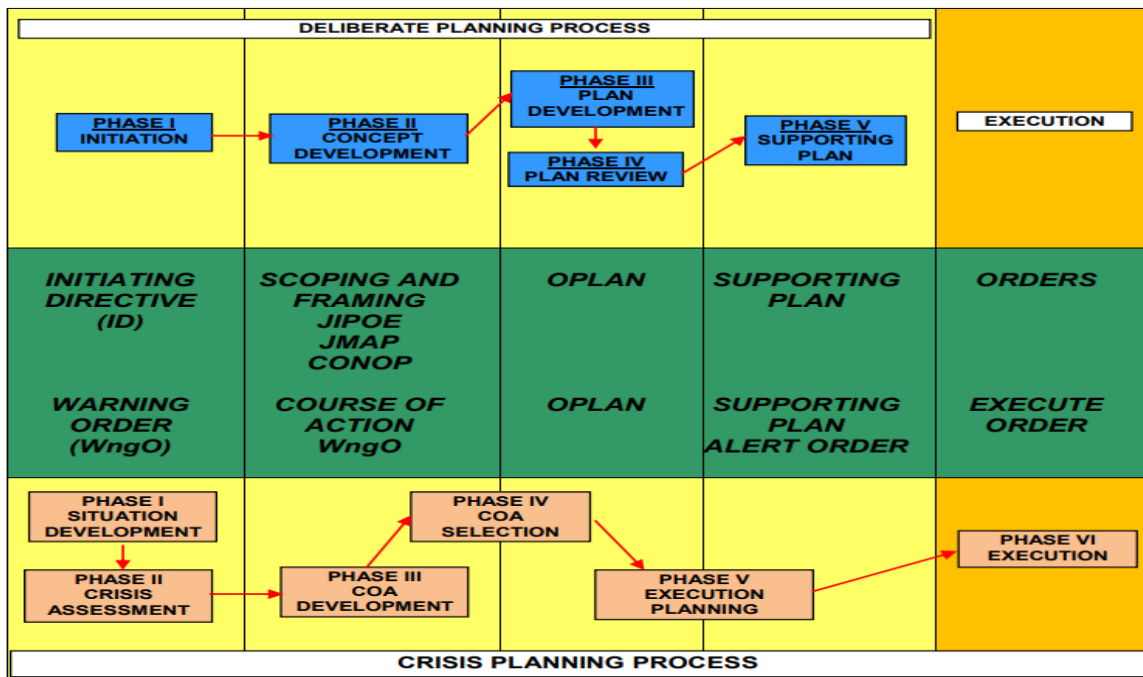 DELIBERATE PLANNING PROCESS
PHASE I
INITIATION
PHASE II
CONCEPT
DEVELOPMENT
PHASE III
PLAN
DEVELOPMENT
PHASE IV
PLAN REVIEW
PHASE V
SUPPORTING
PLAN
EXECUTION
INITIATING
DIRECTIVE
(ID)
SCOPING AND
FRAMING
JIPOE
JMAP
CONOP
OPLAN
SUPPORTING
PLAN
ORDERS
WARNING
ORDER
(WngO)
COURSE OF
ACTION
WngO
OPLAN
SUPPORTING
PLAN
ALERT ORDER
EXECUTE
ORDER
PHASE I
SITUATION
DEVELOPMENT
PHASE II
CRISIS
ASSESSMENT
PHASE III
COA
DEVELOPMENT
PHASE IV
COA
SELECTION
PHASE V
EXECUTION
PLANNING
PHASE VI
EXECUTION
CRISIS PLANNING PROCESS